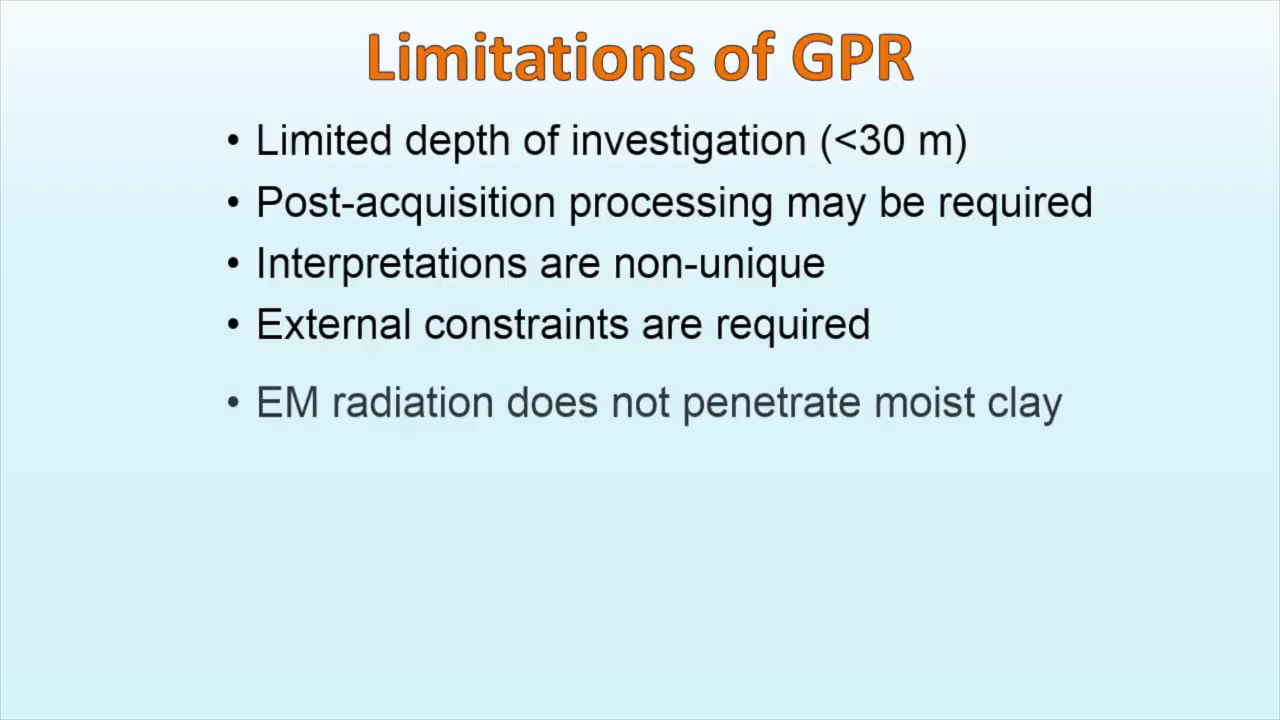 Limitations of GPR
• Limited depth of investigation (<30 m)
• Post-acquisition processing may be required
• Interpretations are non-unique
• External constraints are required
• EM radiation does not penetrate moist clay